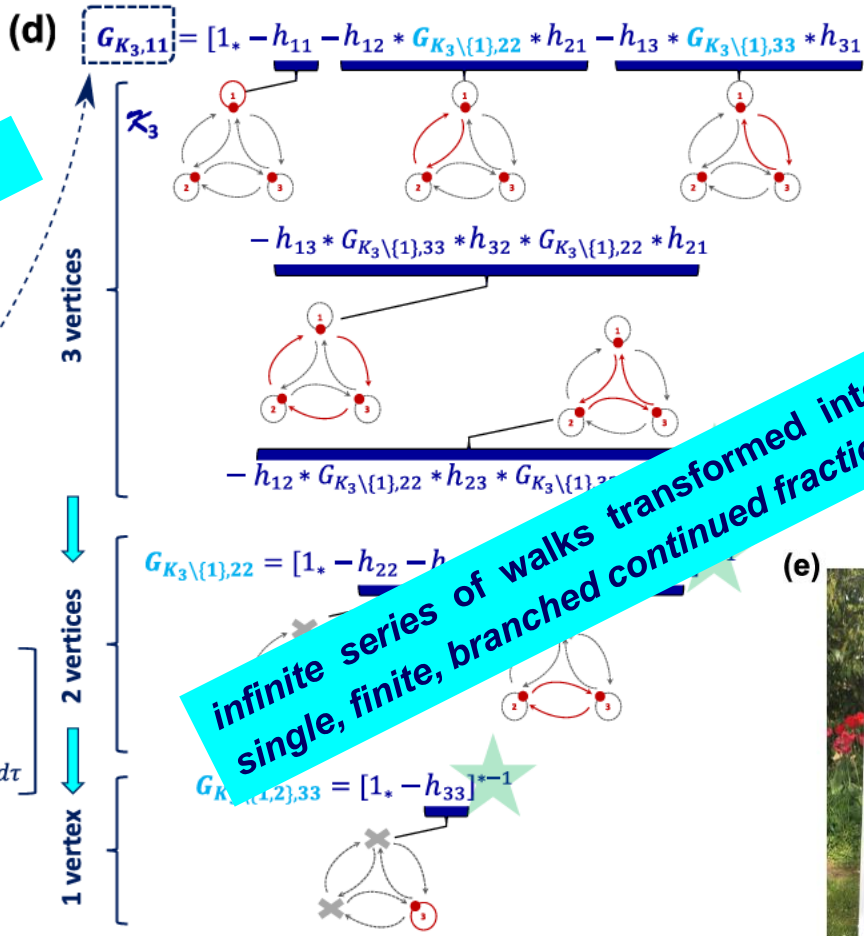 (d)
G_{K_3,11} = [1_* − h_{11} − h_{12} * G_{K_3\{1},22} * h_{21} − h_{13} * G_{K_3\{1},33} * h_{31}
𝒦_3
1
2
3
1
2
3
1
2
3
3 vertices
− h_{13} * G_{K_3\{1},33} * h_{32} * G_{K_3\{1},22} * h_{21}
1
2
3
1
2
3
− h_{12} * G_{K_3\{1},22} * h_{23} * G_{K_3\{1},
2 vertices
G_{K_3\{1},22} = [1_* − h_{22} − h
infinite series of walks transformed
single, finite, branched continued
2
3
(e)
dτ
1 vertex
,33} = [1_* − h_{33}]^{*−1}
3